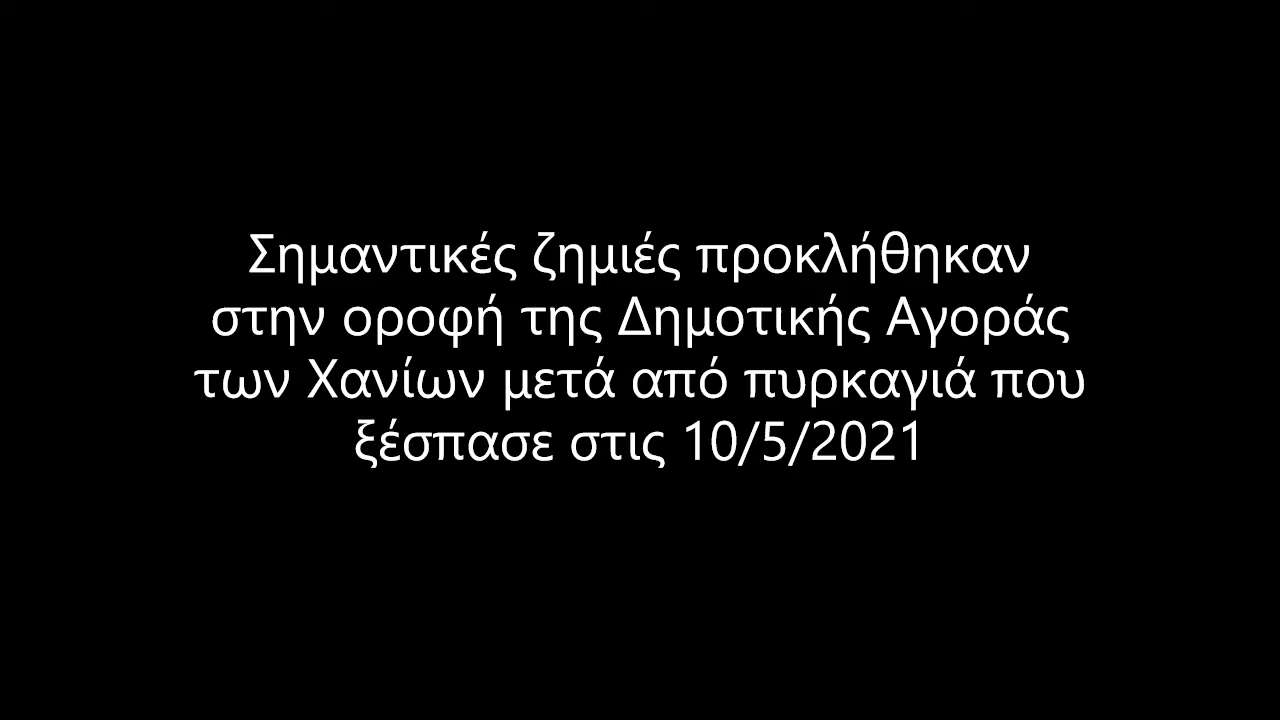 Σημαντικές ζημιές προκλήθηκαν
στην οροφή της Δημοτικής Αγοράς
των Χανίων μετά από πυρκαγιά που
ξέσπασε στις 10/5/2021